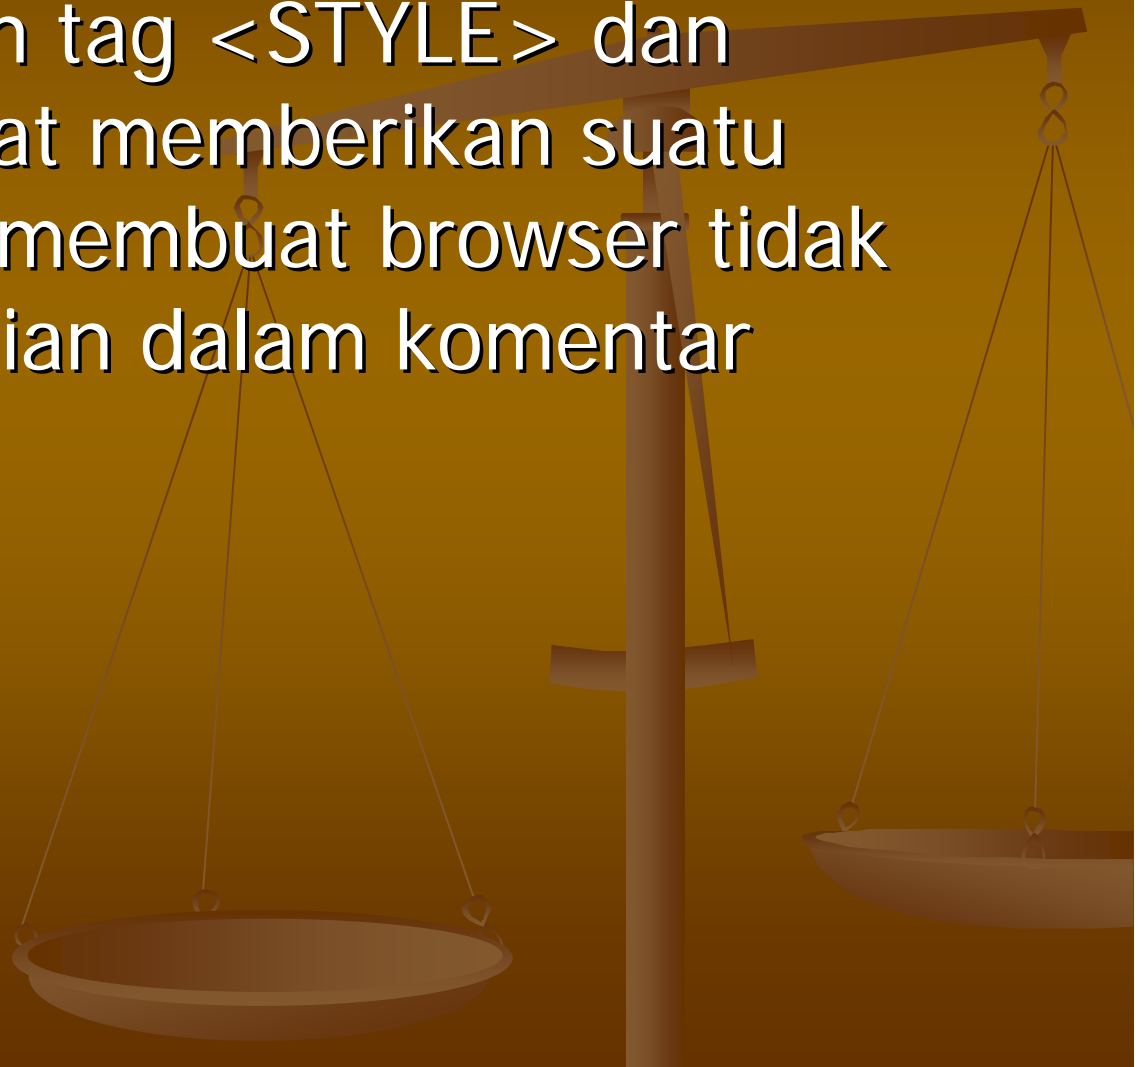 n tag <STYLE> dan
at memberikan suatu
membuat browser tidak
ian dalam komentar